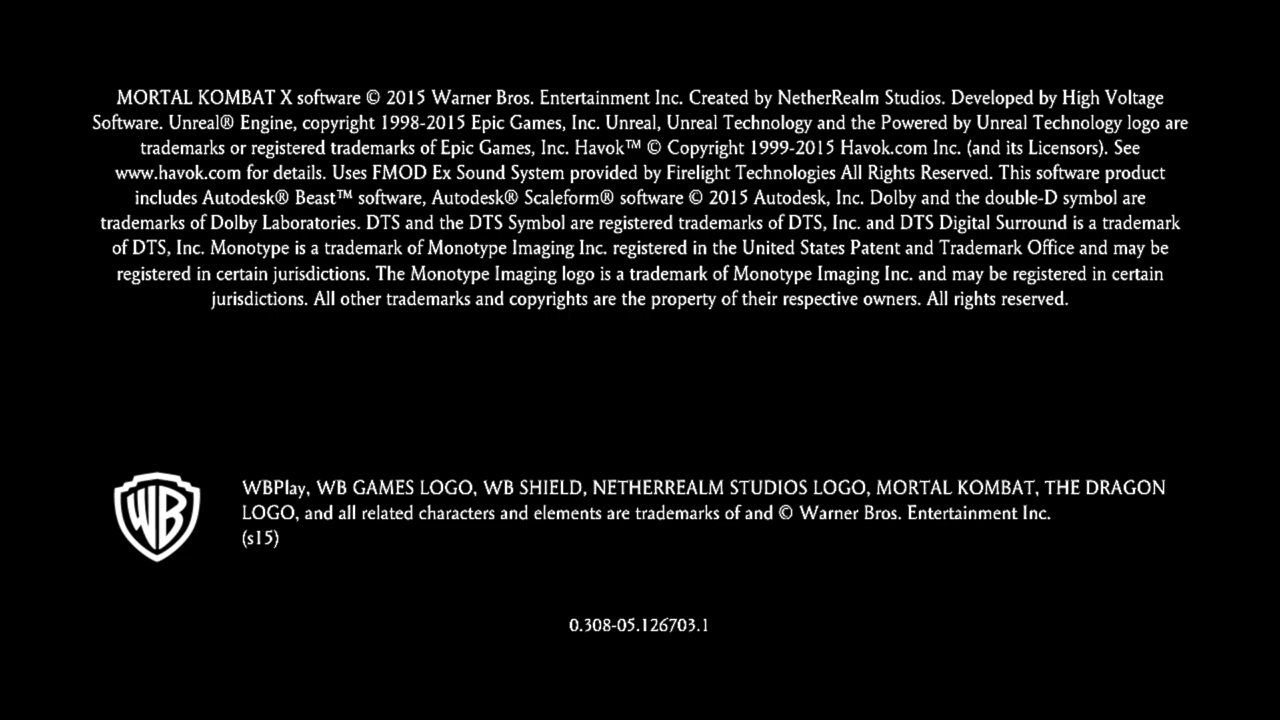 MORTAL KOMBAT X software © 2015 Warner Bros. Entertainment Inc. Created by NetherRealm Studios. Developed by High Voltage
Software. Unreal® Engine, copyright 1998-2015 Epic Games, Inc. Unreal, Unreal Technology and the Powered by Unreal Technology logo are
trademarks or registered trademarks of Epic Games, Inc. Havok™ © Copyright 1999-2015 Havok.com Inc. (and its Licensors). See
www.havok.com for details. Uses FMOD Ex Sound System provided by Firelight Technologies All Rights Reserved. This software product
includes Autodesk® Beast™ software, Autodesk® Scaleform® software © 2015 Autodesk, Inc. Dolby and the double-D symbol are
trademarks of Dolby Laboratories. DTS and the DTS Symbol are registered trademarks of DTS, Inc. and DTS Digital Surround is a trademark
of DTS, Inc. Monotype is a trademark of Monotype Imaging Inc. registered in the United States Patent and Trademark Office and may be
registered in certain jurisdictions. The Monotype Imaging logo is a trademark of Monotype Imaging Inc. and may be registered in certain
jurisdictions. All other trademarks and copyrights are the property of their respective owners. All rights reserved.
WB
WBPlay, WB GAMES LOGO, WB SHIELD, NETHERREALM STUDIOS LOGO, MORTAL KOMBAT, THE DRAGON
LOGO, and all related characters and elements are trademarks of and © Warner Bros. Entertainment Inc.
(s15)
0.308-05.126703.1